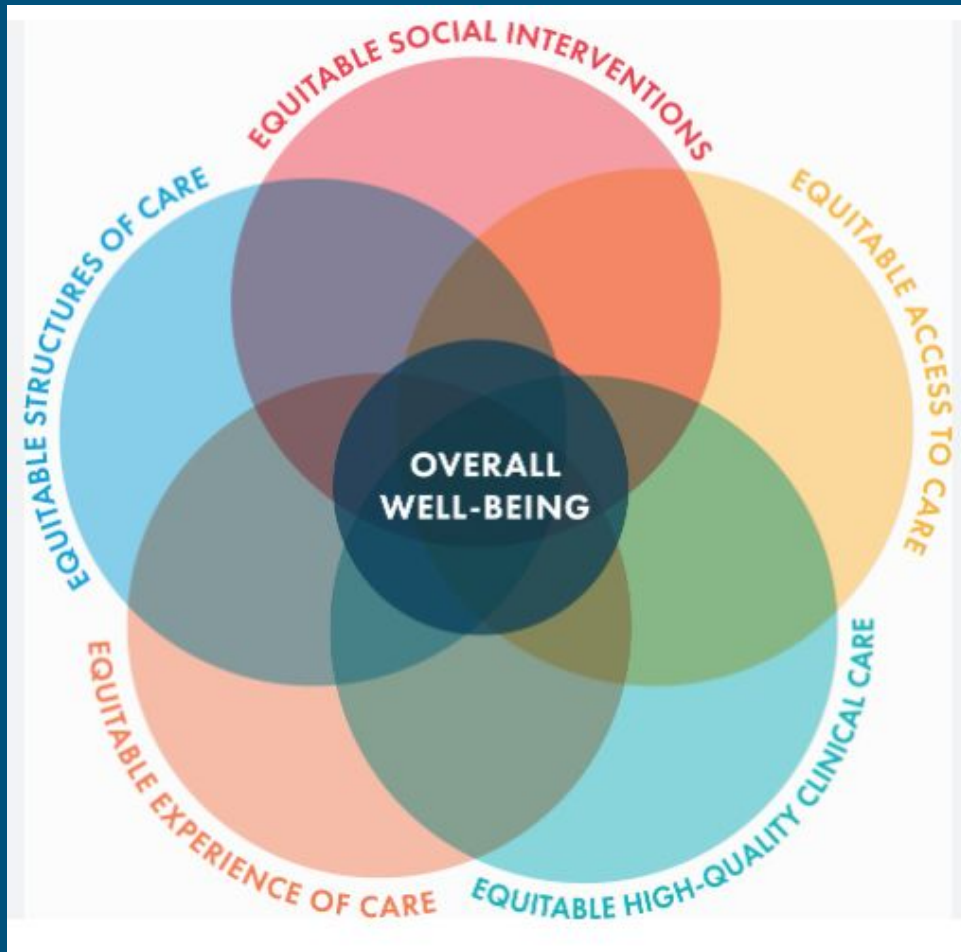 EQUITABLE SOCIAL INTERVENTIONS
EQUITABLE ACCESS TO CARE
EQUITABLE HIGH-QUALITY CLINICAL CARE
EQUITABLE EXPERIENCE OF CARE
EQUITABLE STRUCTURES OF CARE
OVERALL
WELL-BEING